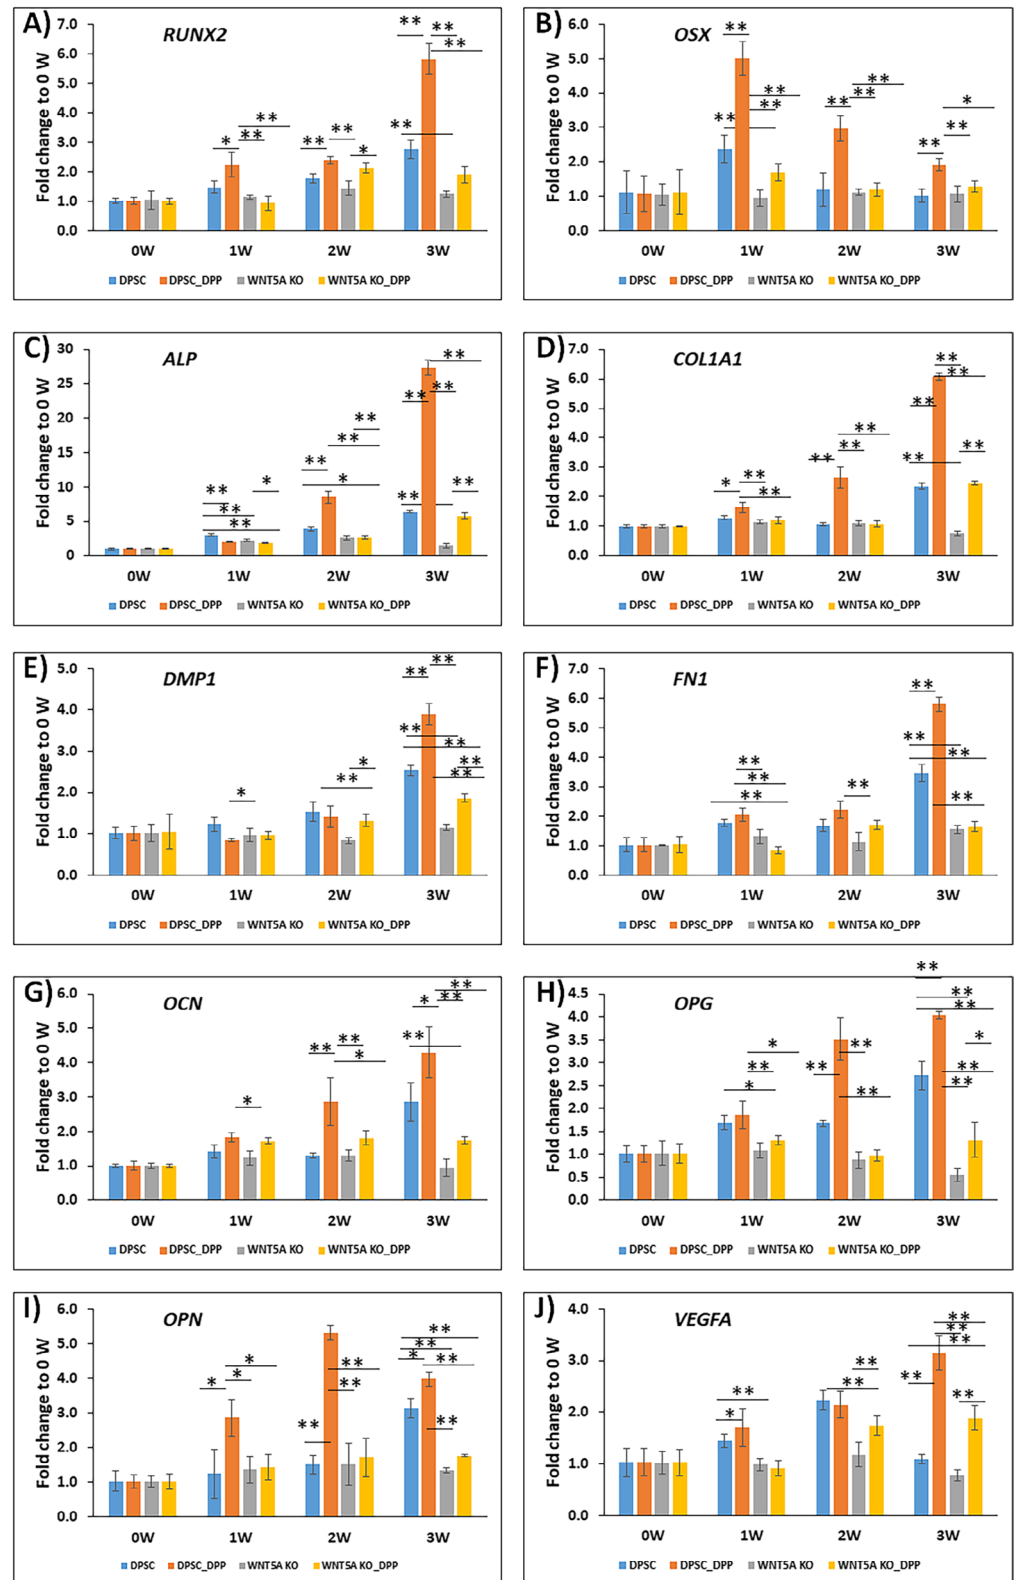 A) RUNX2
Fold change to 0 W
7.0
6.0
5.0
4.0
3.0
2.0
1.0
0.0
** ** **
* ** **
** ** *
**
0W 1W 2W 3W
DPSC DPSC_DPP WNT5A KO WNT5A KO_DPP
B) OSX
Fold change to 0 W
6.0
5.0
4.0
3.0
2.0
1.0
0.0
** ** ** **
** ** **
** ** *
0W 1W 2W 3W
DPSC DPSC_DPP WNT5A KO WNT5A KO_DPP
C) ALP
Fold change to 0 W
30
25
20
15
10
5
0
** ** ** *
** ** ** *
** ** ** ** **
0W 1W 2W 3W
DPSC DPSC_DPP WNT5A KO WNT5A KO_DPP
D) COL1A1
Fold change to 0 W
7.0
6.0
5.0
4.0
3.0
2.0
1.0
0.0
* ** **
** ** **
** ** ** ** **
0W 1W 2W 3W
DPSC DPSC_DPP WNT5A KO WNT5A KO_DPP
E) DMP1
Fold change to 0 W
5.0
4.0
3.0
2.0
1.0
0.0
*
** *
** ** ** ** ** **
0W 1W 2W 3W
DPSC DPSC_DPP WNT5A KO WNT5A KO_DPP
F) FN1
Fold change to 0 W
7.0
6.0
5.0
4.0
3.0
2.0
1.0
0.0
** ** **
**
** ** ** **
0W 1W 2W 3W
DPSC DPSC_DPP WNT5A KO WNT5A KO_DPP
G) OCN
Fold change to 0 W
6.0
5.0
4.0
3.0
2.0
1.0
0.0
*
** ** *
* ** ** **
0W 1W 2W 3W
DPSC DPSC_DPP WNT5A KO WNT5A KO_DPP
H) OPG
Fold change to 0 W
4.5
4.0
3.5
3.0
2.5
2.0
1.5
1.0
0.5
0.0
* ** *
** ** **
** ** ** * ** **
0W 1W 2W 3W
DPSC DPSC_DPP WNT5A KO WNT5A KO_DPP
I) OPN
Fold change to 0 W
6.0
5.0
4.0
3.0
2.0
1.0
0.0
* * *
** ** **
** ** * ** **
0W 1W 2W 3W
DPSC DPSC_DPP WNT5A KO WNT5A KO_DPP
J) VEGFA
Fold change to 0 W
4.0
3.0
2.0
1.0
0.0
** *
** **
** ** ** ** **
0W 1W 2W 3W
DPSC DPSC_DPP WNT5A KO WNT5A KO_DPP